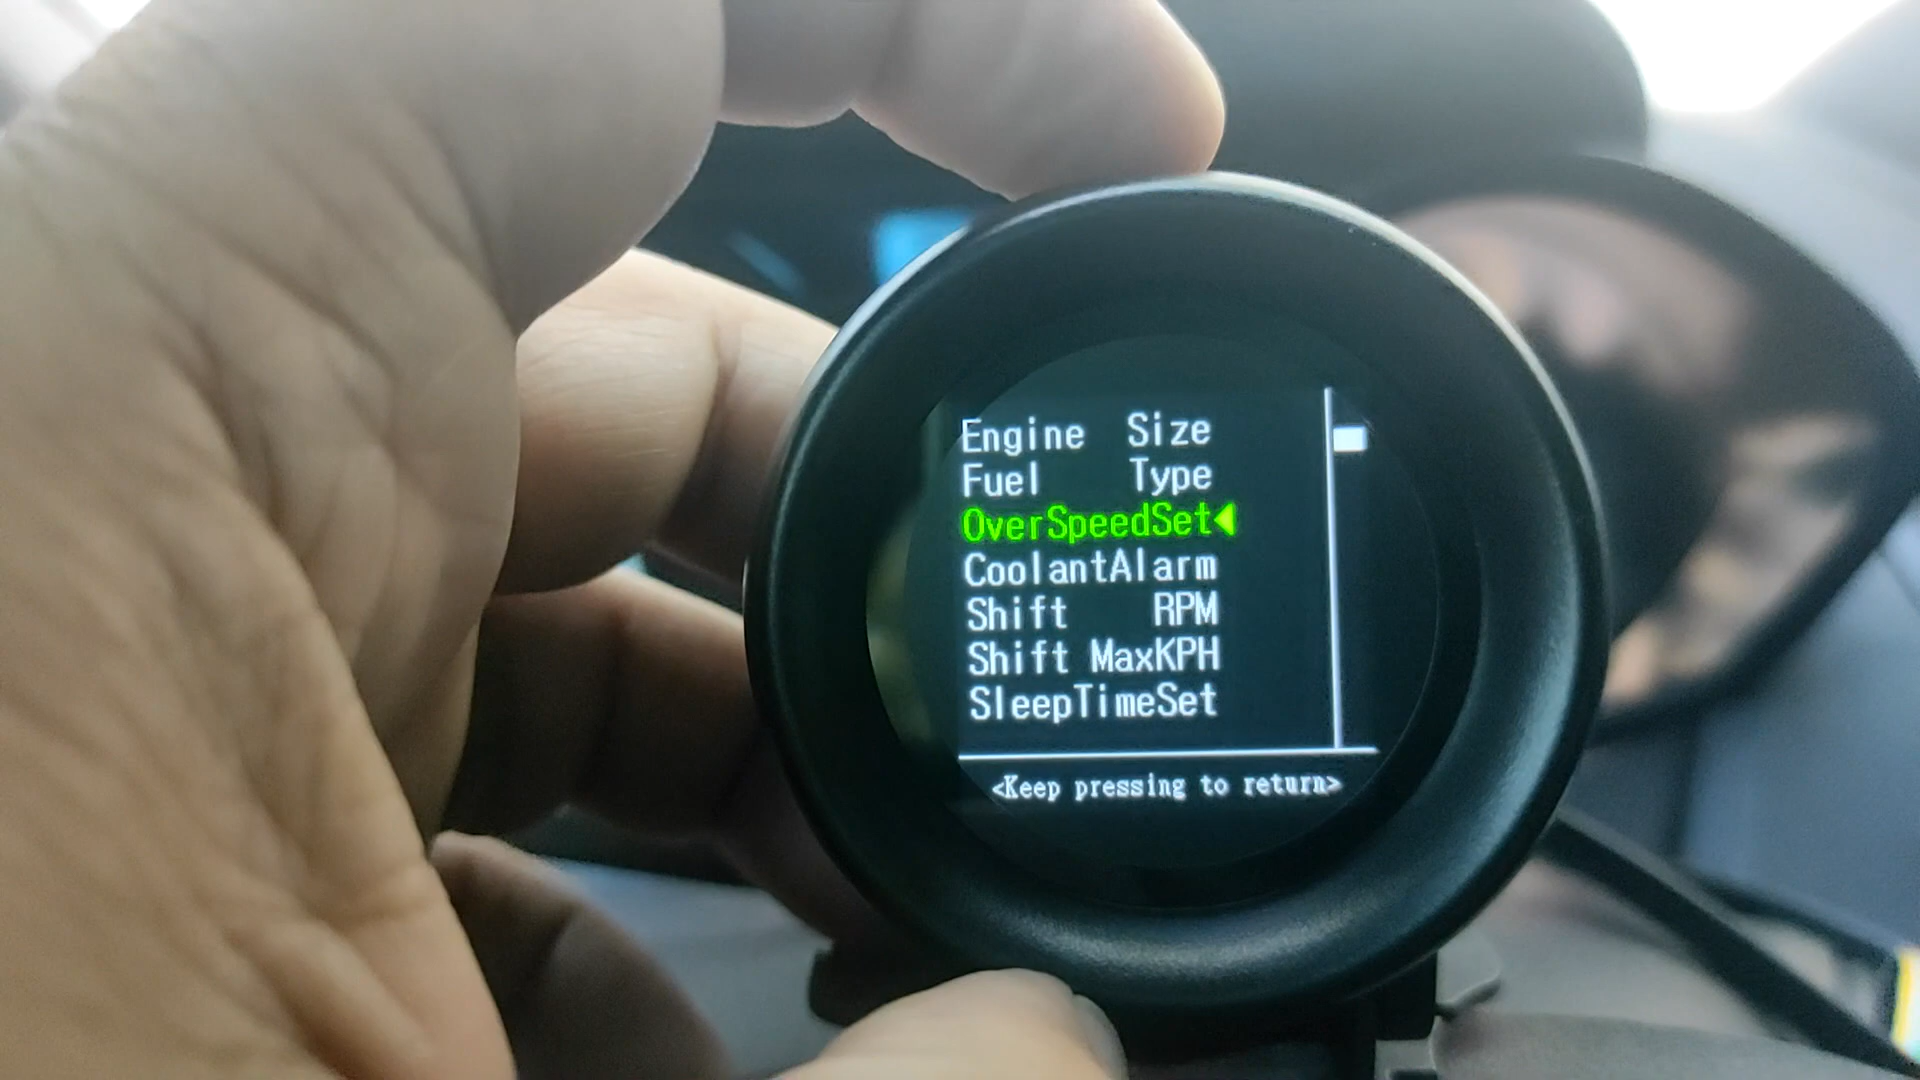 Engine Size
Fuel Type
OverSpeedSet
CoolantAlarm
Shift RPM
Shift MaxKPH
SleepTimeSet
<Keep pressing to return>